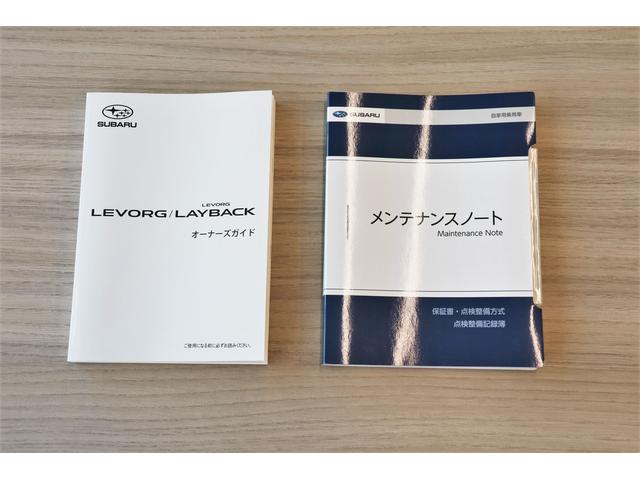 SUBARU
LEVORG
LEVORG/LAYBACK
オーナーズガイド
ご使用になる前に必ずお読みください。
SUBARU
自家用乗用車
メンテナンスノート
Maintenance Note
保証書・点検整備方式
点検整備記録簿